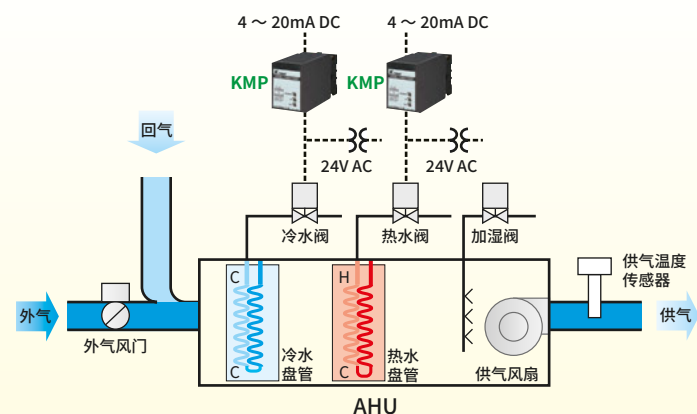 4 ～ 20mA DC
4 ～ 20mA DC
KMP
KMP
回气
24V AC
24V AC
冷水阀
热水阀
加湿阀
供气温度
传感器
外气
供气
外气风门
C
C
冷水
盘管
H
C
热水
盘管
供气风扇
AHU